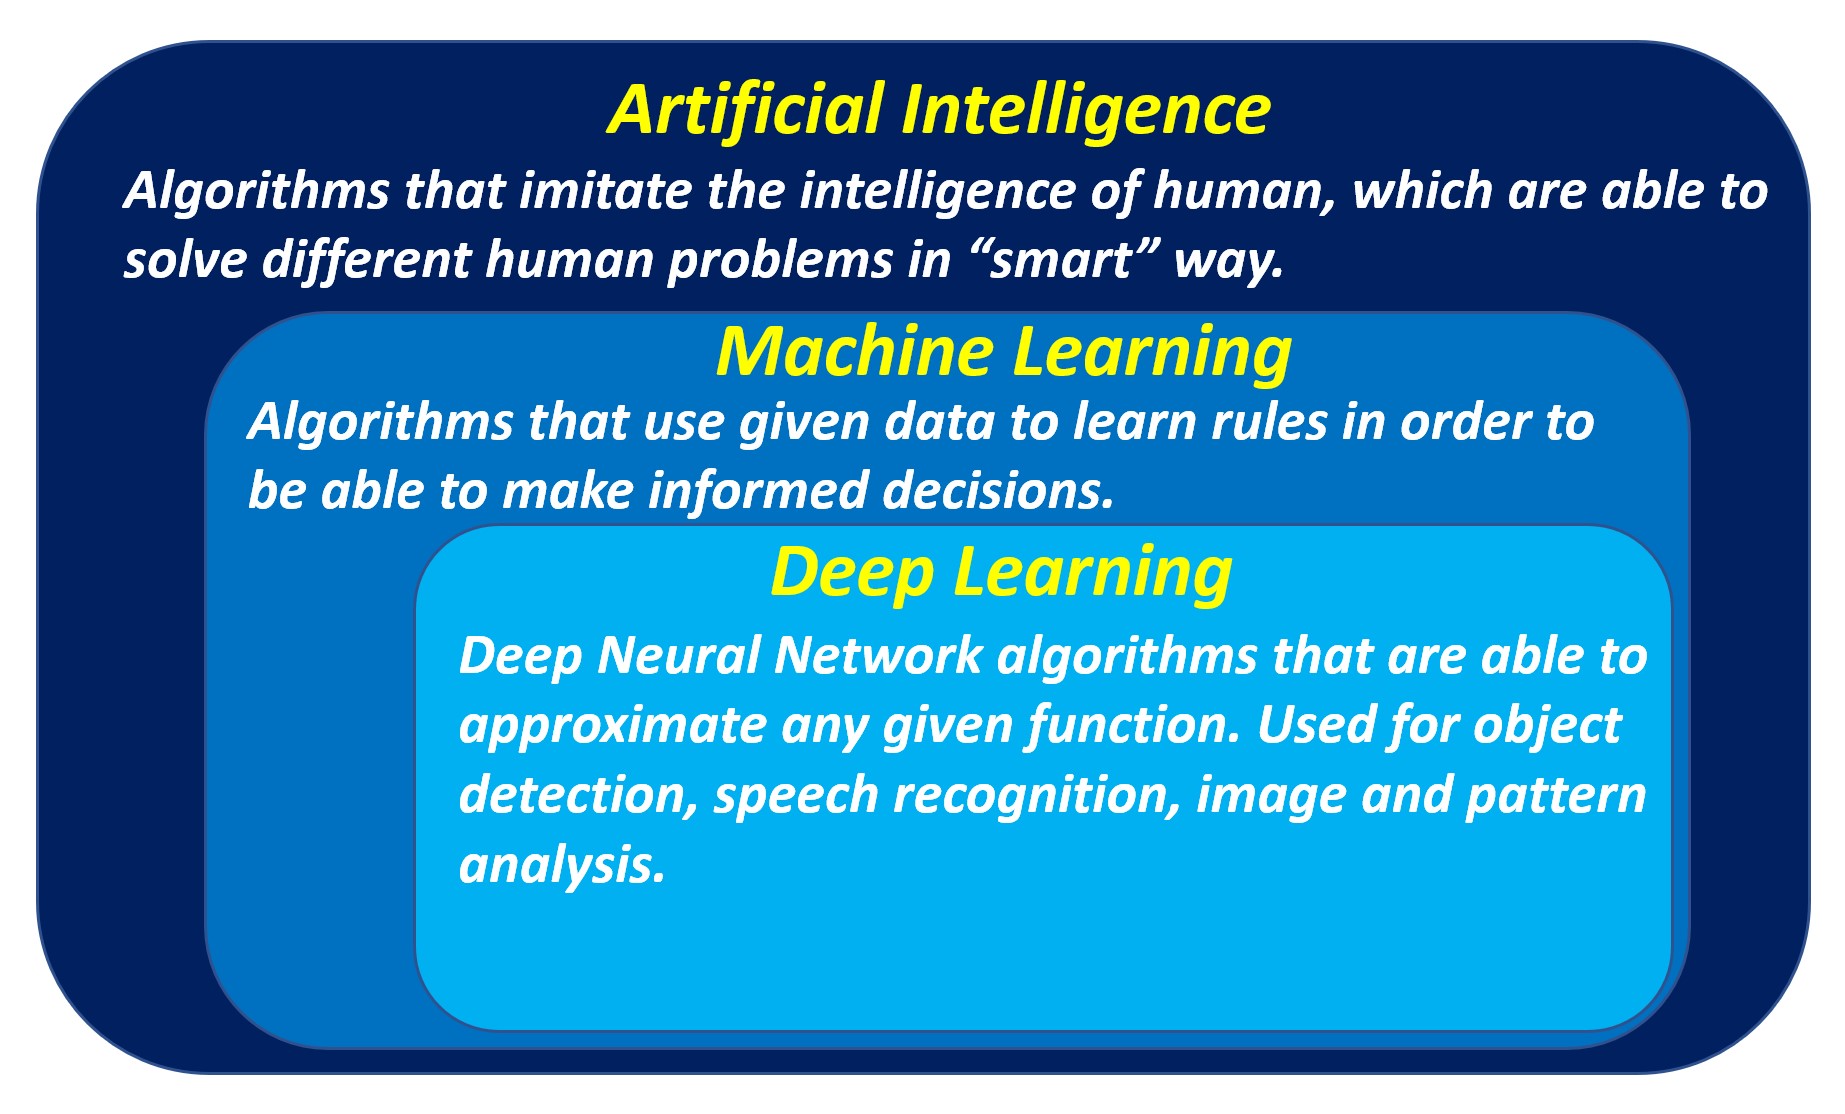 Artificial Intelligence
Algorithms that imitate the intelligence of human, which are able to
solve different human problems in “smart” way.
Machine Learning
Algorithms that use given data to learn rules in order to
be able to make informed decisions.
Deep Learning
Deep Neural Network algorithms that are able to
approximate any given function. Used for object
detection, speech recognition, image and pattern
analysis.